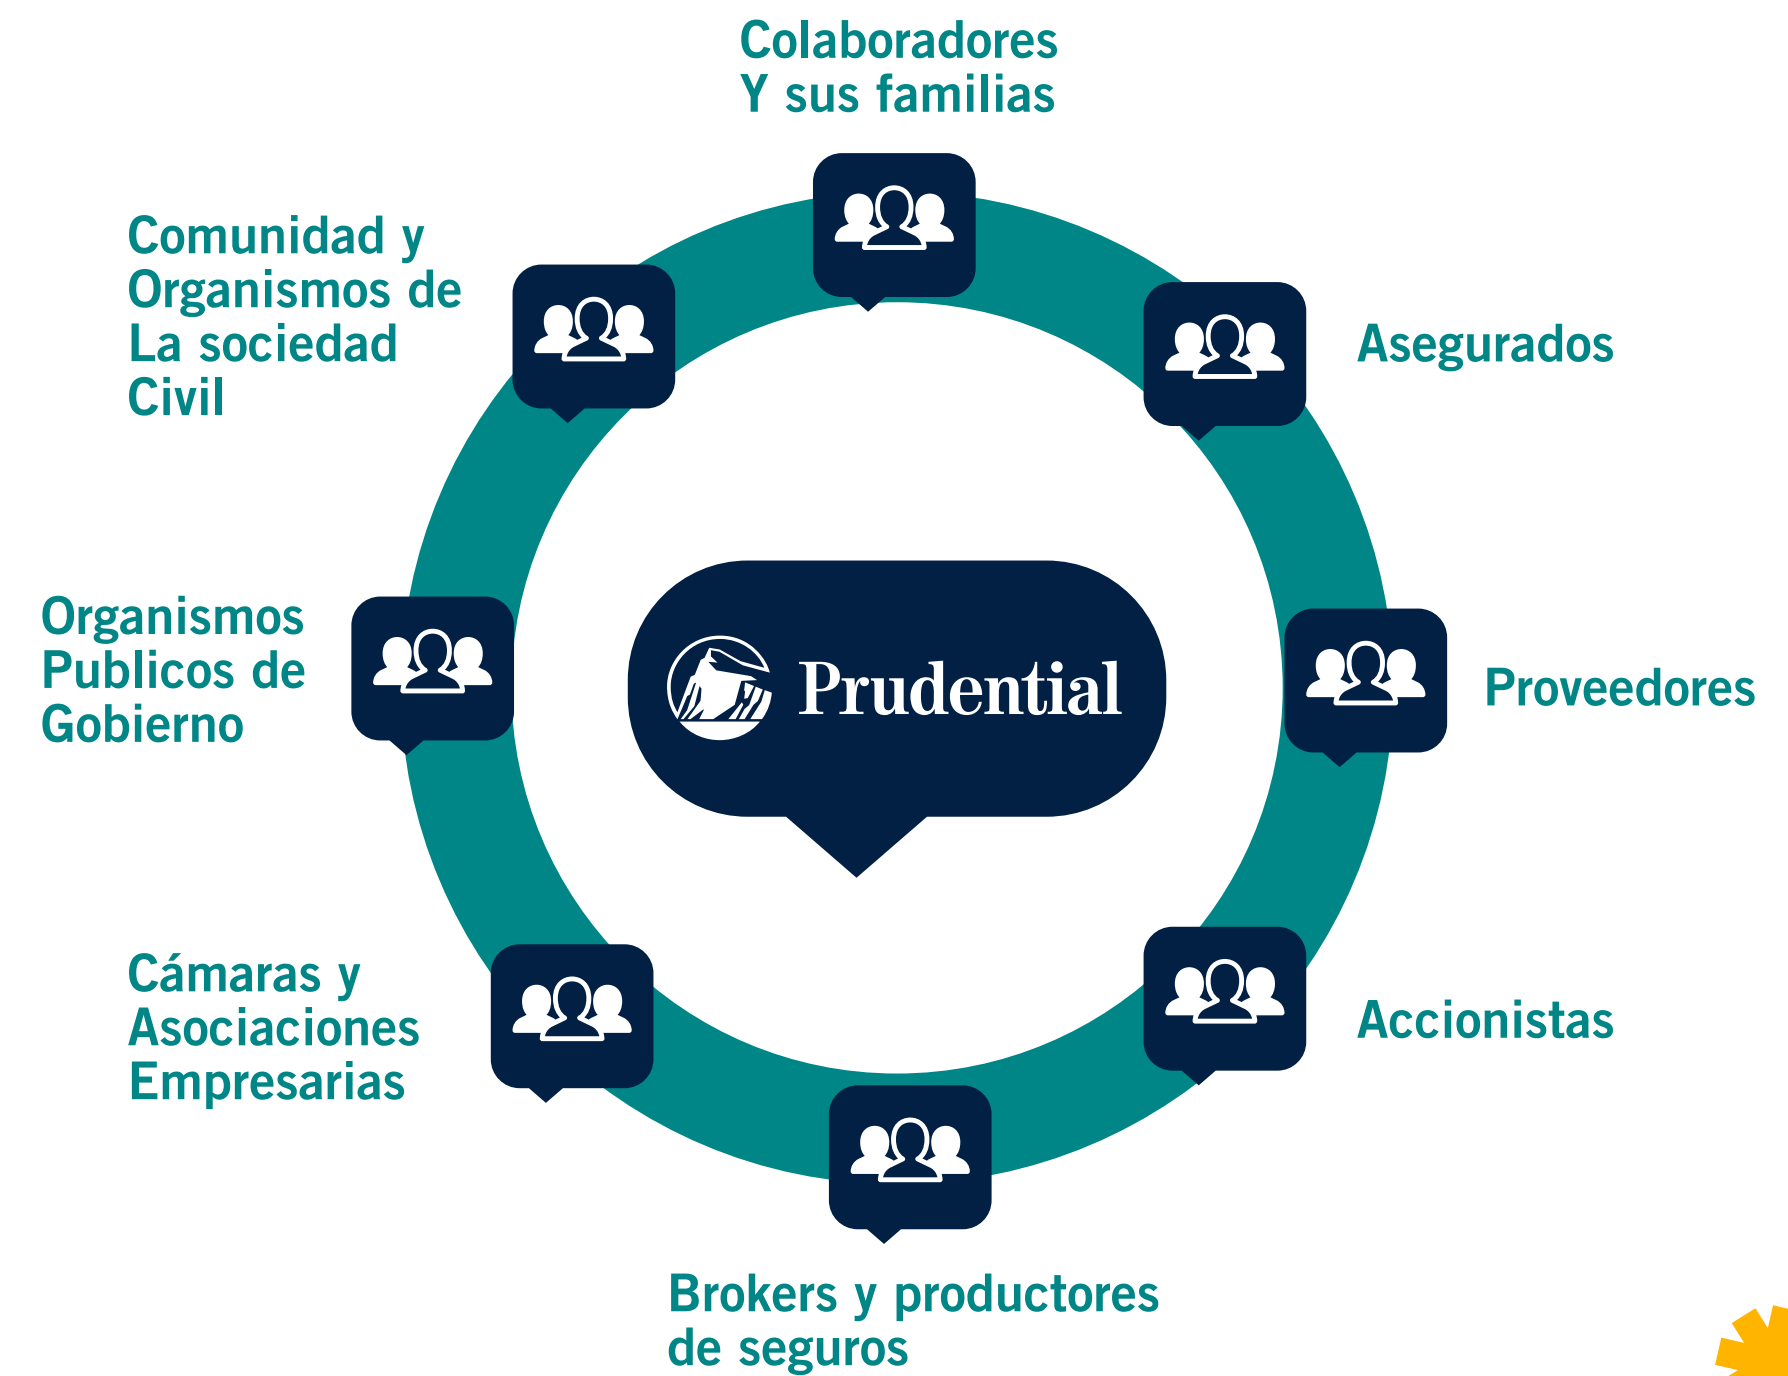 Colaboradores
Y sus familias
Comunidad y
Organismos de
La sociedad
Civil
Asegurados
Organismos
Publicos de
Gobierno
Prudential
Proveedores
Cámaras y
Asociaciones
Empresarias
Accionistas
Brokers y productores
de seguros